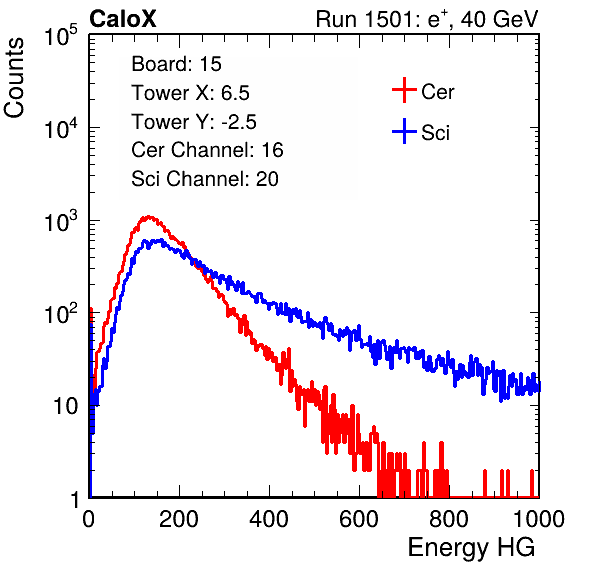 CaloX Run 1501: e⁺, 40 GeV
Counts
Board: 15
Tower X: 6.5
Tower Y: -2.5
Cer Channel: 16
Sci Channel: 20
Cer
Sci
10⁵
10⁴
10³
10²
10
1
0 200 400 600 800 1000
Energy HG